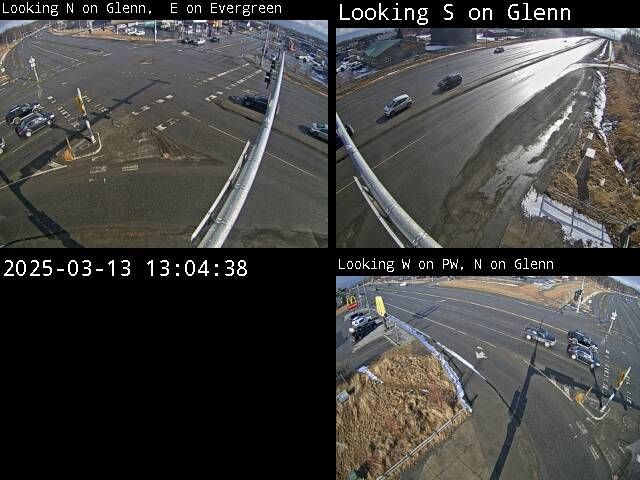 Looking N on Glenn,  E on Evergreen
Looking S on Glenn
2025-03-13 13:04:38
Looking W on PW, N on Glenn